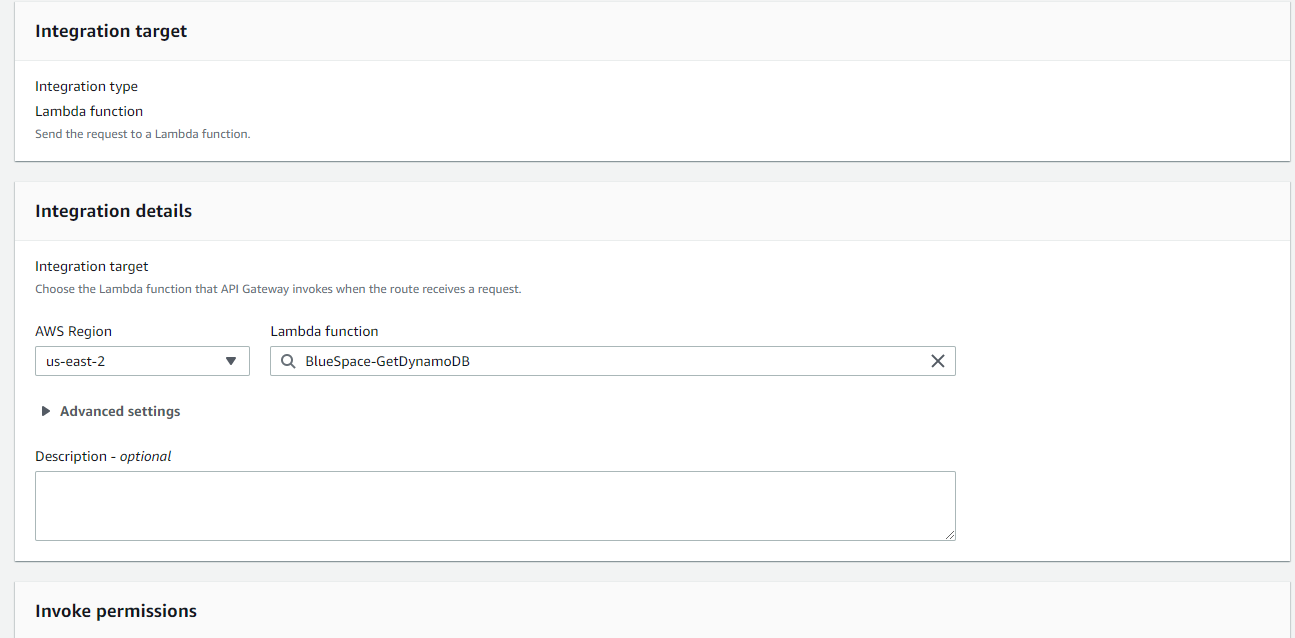 Integration target
Integration type
Lambda function
Send the request to a Lambda function.
Integration details
Integration target
Choose the Lambda function that API Gateway invokes when the route receives a request.
AWS Region
Lambda function
us-east-2
BlueSpace-GetDynamoDB
Advanced settings
Description - optional
Invoke permissions